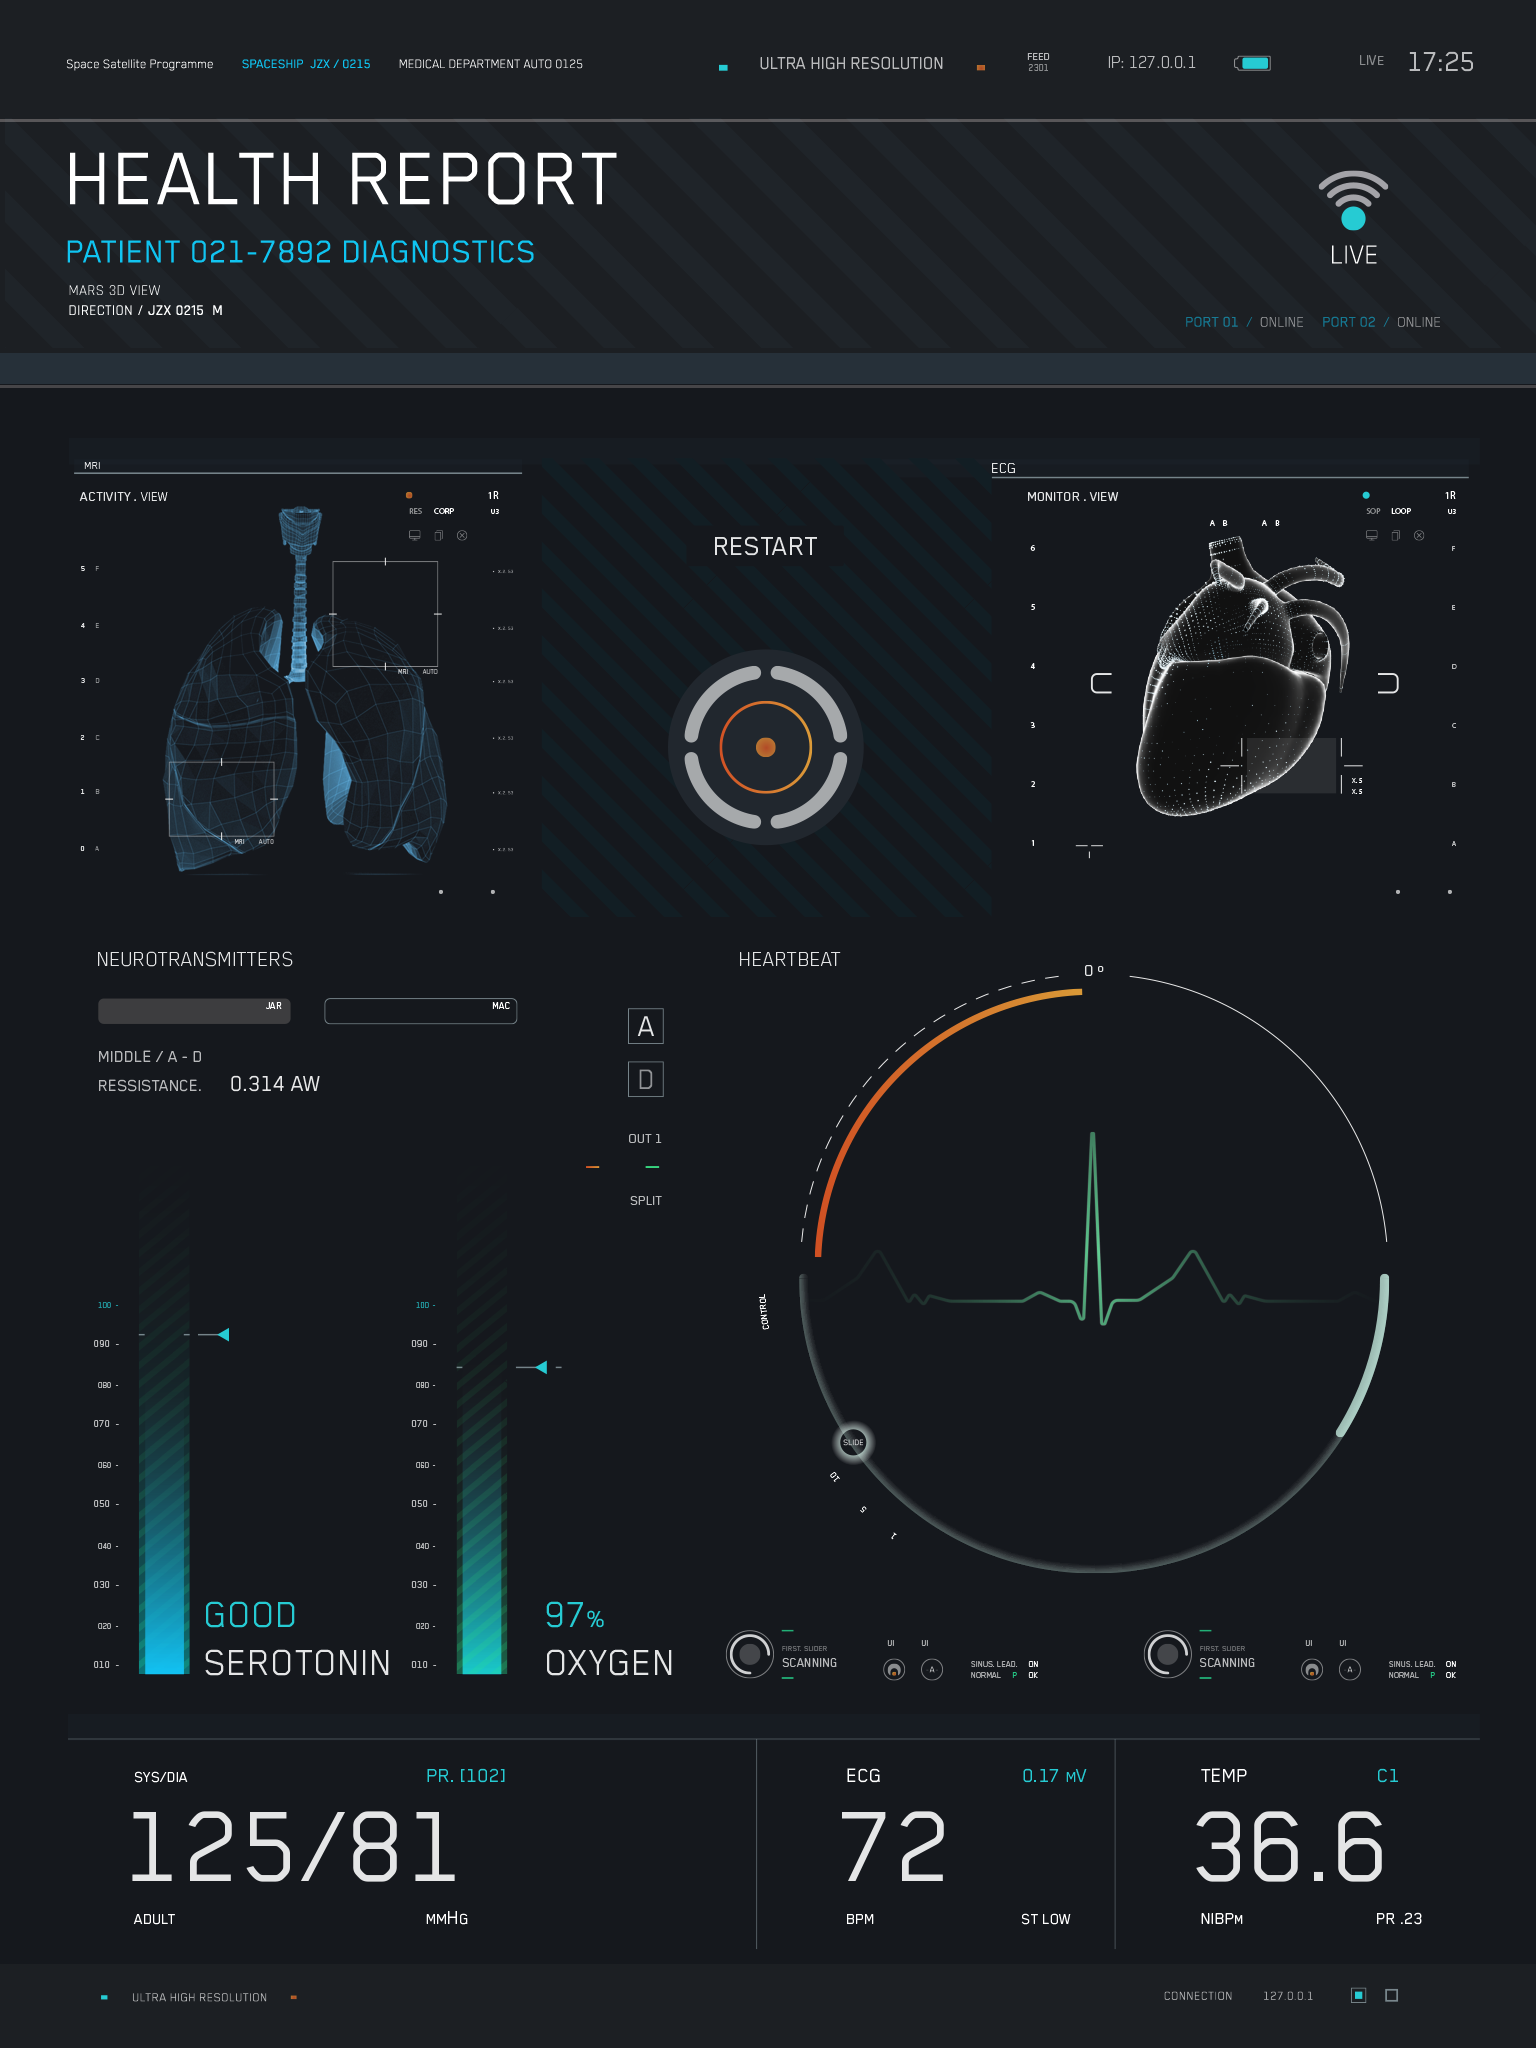 Space Satellite Programme SPACESHIP JZX / 0215 MEDICAL DEPARTMENT AUTO 0125 ULTRA HIGH RESOLUTION FEED 2301 IP: 127.0.0.1 LIVE 17:25
HEALTH REPORT
PATIENT 021-7892 DIAGNOSTICS
MARS 3D VIEW
DIRECTION / JZX 0215 M
LIVE
PORT 01 / ONLINE PORT 02 / ONLINE
MRI
ACTIVITY . VIEW 1R
RES CORP U3
5 F
4 E
3 D
2 C
1 B
0 A
MRI AUTO
MRI AUTO
RESTART
ECG
MONITOR . VIEW 1R
SOP LOOP U3
A B A B
6 F
5 E
4 D
3 C
2 B
1 A
X.5
X.5
NEUROTRANSMITTERS
JAR MAC
MIDDLE / A - D
RESSISTANCE. 0.314 AW
A
D
OUT 1
SPLIT
100 -
090 -
080 -
070 -
060 -
050 -
040 -
030 -
020 -
010 -
GOOD
SEROTONIN
100 -
090 -
080 -
070 -
060 -
050 -
040 -
030 -
020 -
010 -
97%
OXYGEN
HEARTBEAT
0°
CONTROL
SLIDE
10
5
1
FIRST. SLIDER
SCANNING
UI UI
A
SINUS. LEAD. ON
NORMAL P OK
FIRST. SLIDER
SCANNING
UI UI
A
SINUS. LEAD. ON
NORMAL P OK
SYS/DIA PR. [102]
125/81
ADULT MMHG
ECG 0.17 MV
72
BPM ST LOW
TEMP C1
36.6
NIBPM PR .23
ULTRA HIGH RESOLUTION
CONNECTION 127.0.0.1